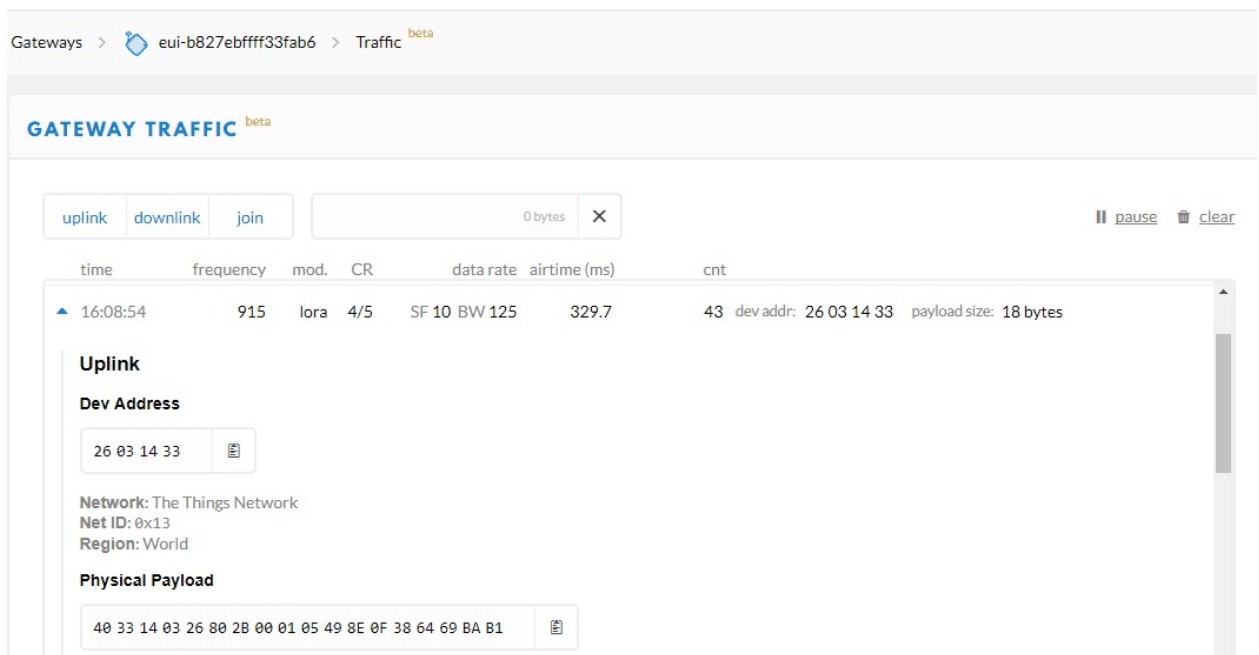 Gateways > eui-b827ebffff33fab6 > Traffic beta
GATEWAY TRAFFIC beta
uplink downlink join 0 bytes pause clear
time frequency mod. CR data rate airtime (ms) cnt
16:08:54 915 lora 4/5 SF 10 BW 125 329.7 43 dev addr: 26 03 14 33 payload size: 18 bytes
Uplink
Dev Address
26 03 14 33
Network: The Things Network
Net ID: 0x13
Region: World
Physical Payload
40 33 14 03 26 80 2B 00 01 05 49 8E 0F 38 64 69 BA B1